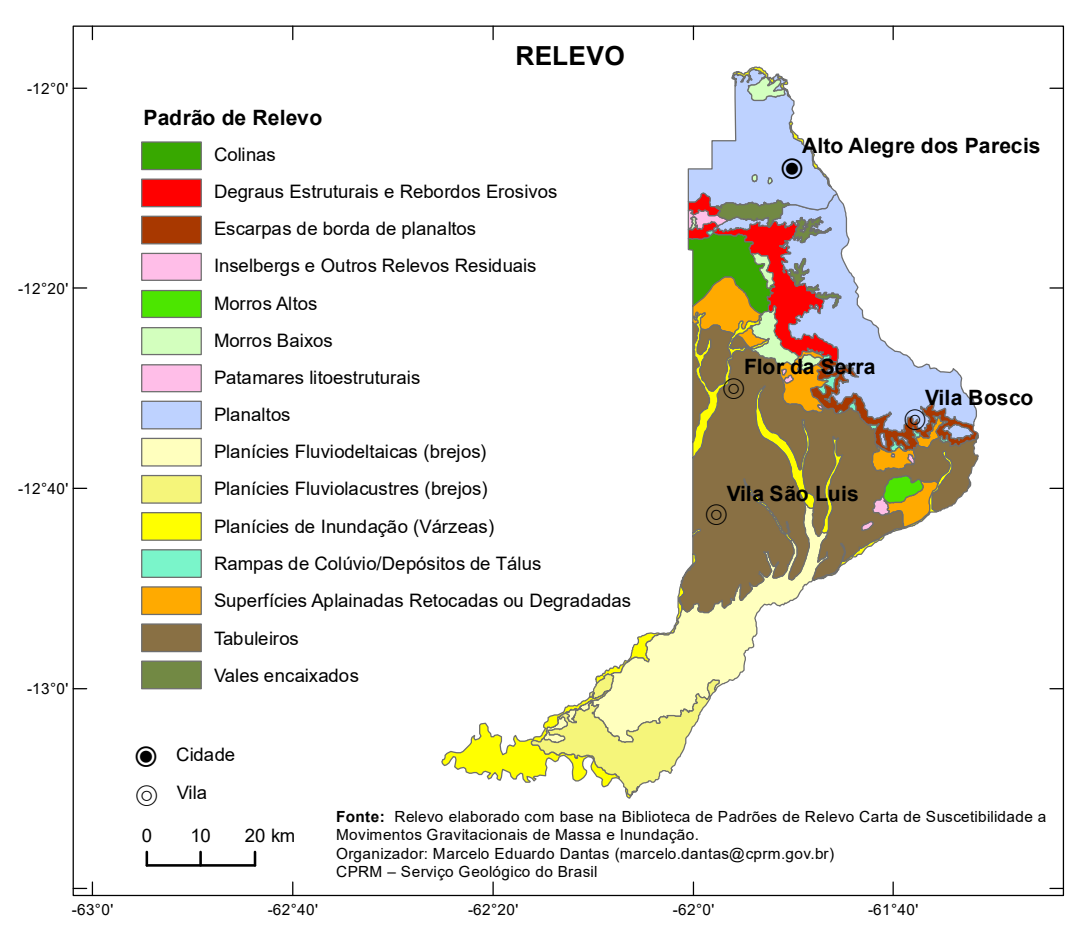 RELEVO
-12°0'
-12°20'
-12°40'
-13°0'
Padrão de Relevo
Colinas
Degraus Estruturais e Rebordos Erosivos
Escarpas de borda de planaltos
Inselbergs e Outros Relevos Residuais
Morros Altos
Morros Baixos
Patamares litoestruturais
Planaltos
Planícies Fluviodeltaicas (brejos)
Planícies Fluviolacustres (brejos)
Planícies de Inundação (Várzeas)
Rampas de Colúvio/Depósitos de Tálus
Superfícies Aplainadas Retocadas ou Degradadas
Tabuleiros
Vales encaixados
Alto Alegre dos Parecis
Flor da Serra
Vila Bosco
Vila São Luis
Cidade
Vila
0 10 20 km
Fonte: Relevo elaborado com base na Biblioteca de Padrões de Relevo Carta de Suscetibilidade a
Movimentos Gravitacionais de Massa e Inundação.
Organizador: Marcelo Eduardo Dantas (marcelo.dantas@cprm.gov.br)
CPRM – Serviço Geológico do Brasil
-63°0' -62°40' -62°20' -62°0' -61°40'